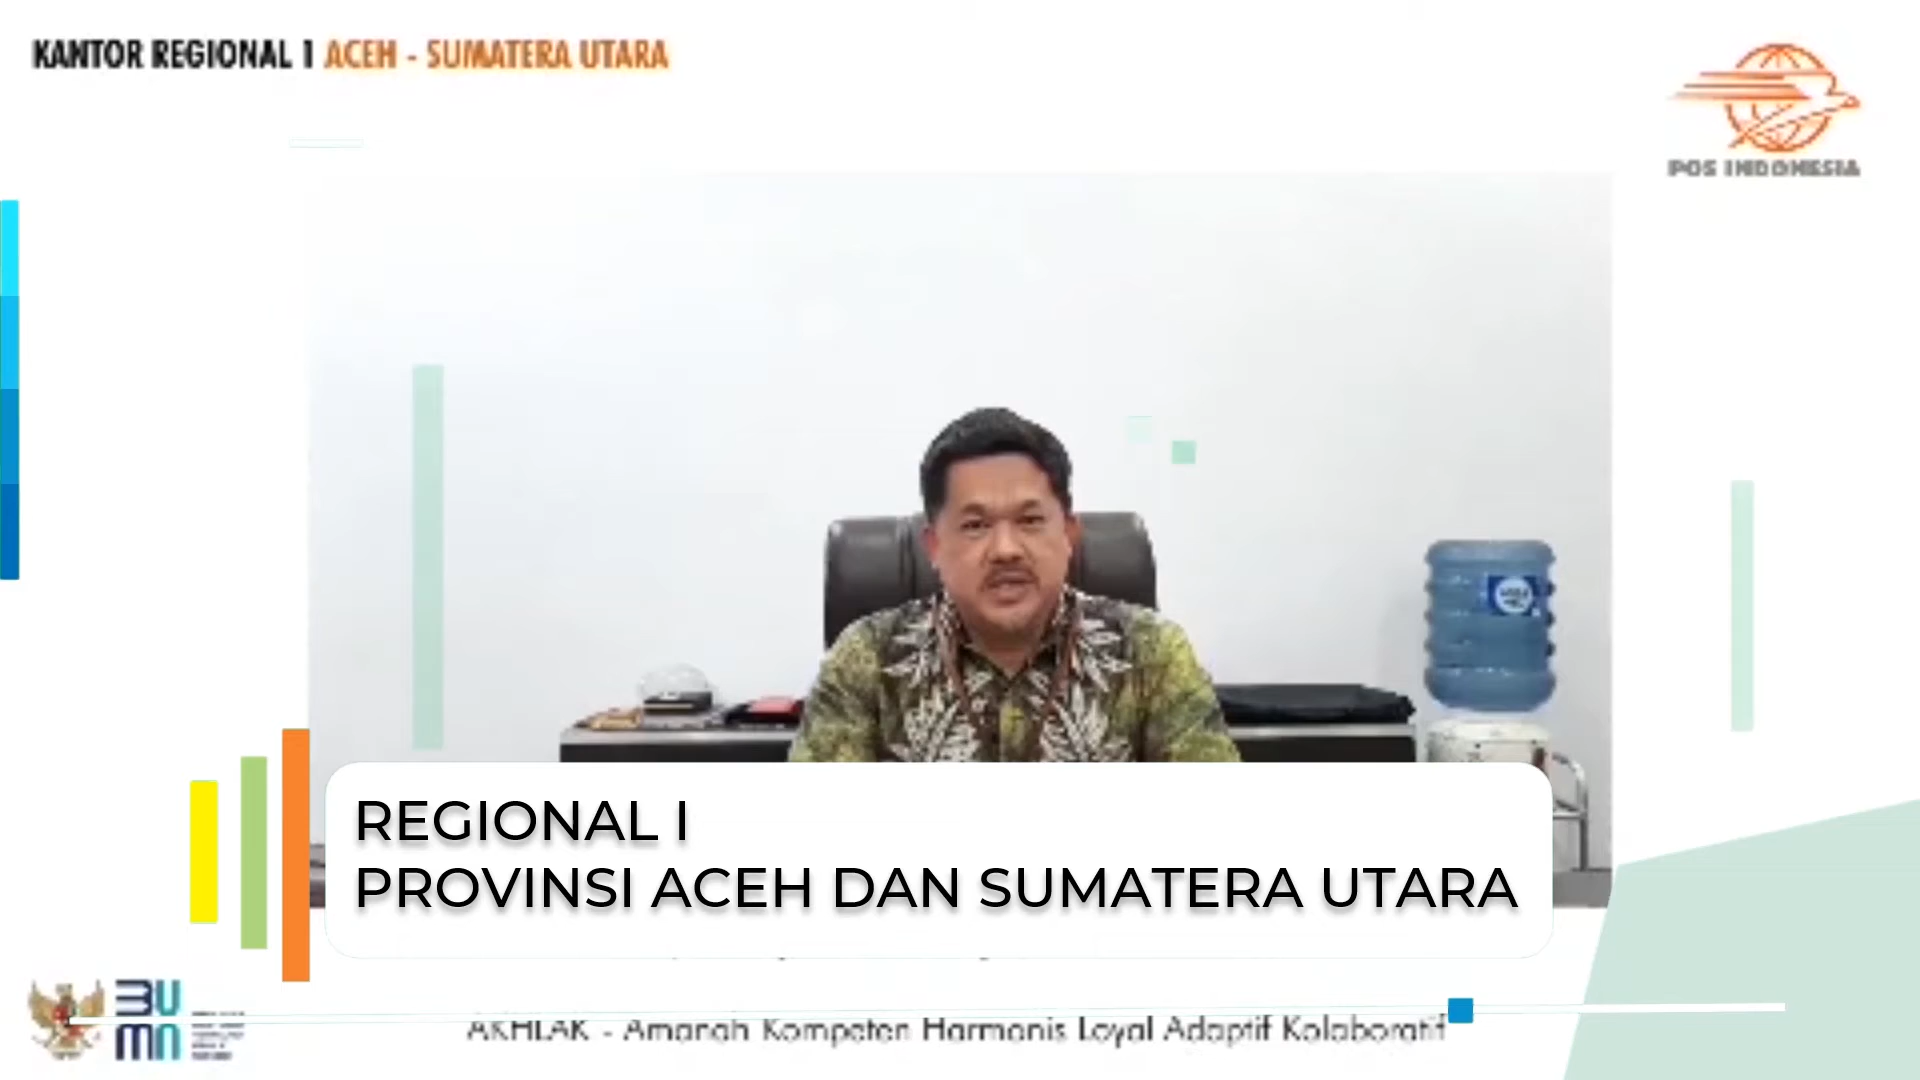 KANTOR REGIONAL 1 ACEH - SUMATERA UTARA
POS INDONESIA
REGIONAL I
PROVINSI ACEH DAN SUMATERA UTARA
BUMN
AKHLAK - Amanah Kompeten Harmonis Loyal Adaptif Kolaboratif